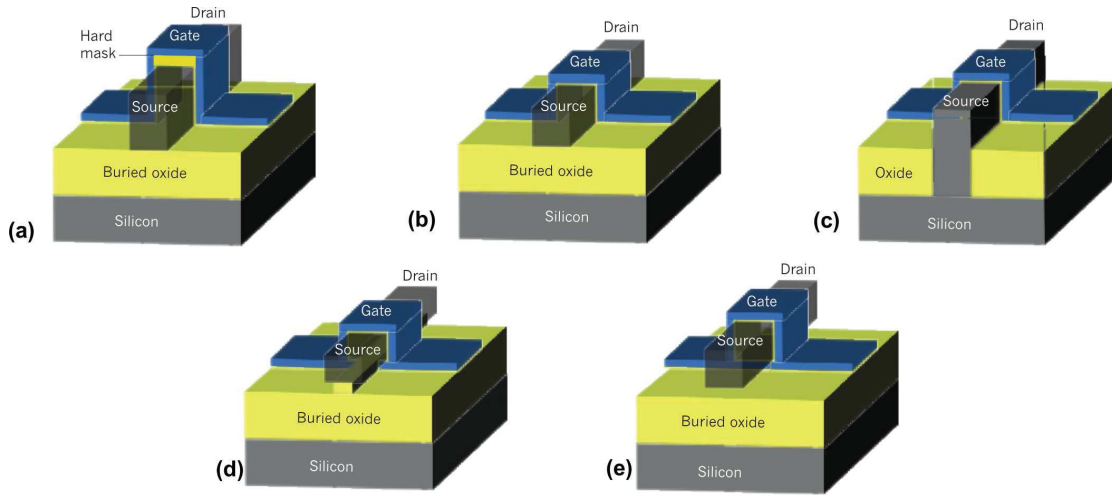 Drain
Hard
mask
Gate
Source
Buried oxide
Silicon
(a)
Drain
Gate
Source
Buried oxide
Silicon
(b)
Drain
Gate
Source
Oxide
Silicon
(c)
Drain
Gate
Source
Buried oxide
Silicon
(d)
Drain
Gate
Source
Buried oxide
Silicon
(e)